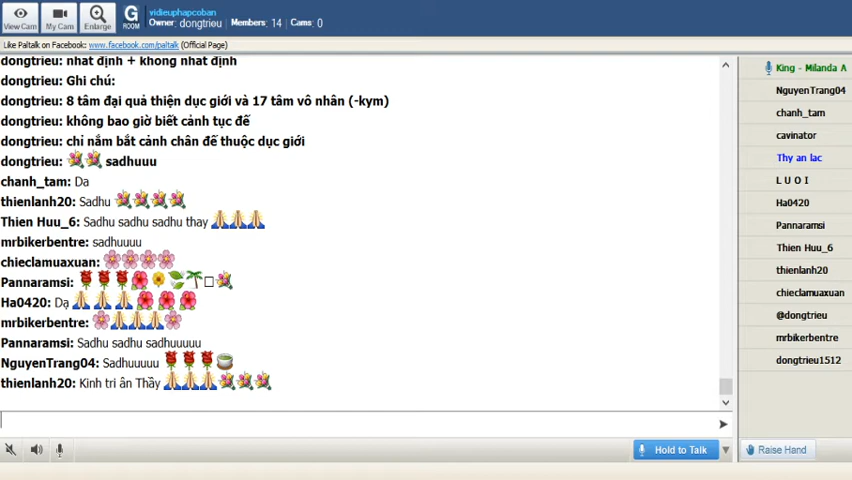 vidieuphapcoban
Owner: dongtrieu Members: 14 Cams: 0
View Cam My Cam Enlarge G ROOM
Like Paltalk on Facebook: www.facebook.com/paltalk (Official Page)
dongtrieu: nhất định + không nhất định
dongtrieu: Ghi chú:
dongtrieu: 8 tâm đại quả thiện dục giới và 17 tâm vô nhân (-kym)
dongtrieu: không bao giờ biết cảnh tục đế
dongtrieu: chỉ nắm bắt cảnh chân đế thuộc dục giới
dongtrieu: 💐💐 sadhuuu
chanh_tam: Dạ
thienlanh20: Sadhu 💐💐💐💐
Thien Huu_6: Sadhu sadhu sadhu thay 🙏🙏🙏
mrbikerbentre: sadhuuuu
chieclamuaxuan: 🌸🌸🌸🌸
Pannaramsi: 🌹🌹🌹🌺🌼🌿🌴□💐
Ha0420: Dạ 🙏🙏🙏🌺🌺🌺
mrbikerbentre: 🌸🙏🙏🙏🌸
Pannaramsi: Sadhu sadhu sadhuuuuu
NguyenTrang04: Sadhuuuuu 🌹🌹🌹🍵
thienlanh20: Kinh tri ân Thầy 🙏🙏🙏💐💐💐
Hold to Talk
King - Milanda A
NguyenTrang04
chanh_tam
cavinator
Thy an lac
L U O I
Ha0420
Pannaramsi
Thien Huu_6
thienlanh20
chieclamuaxuan
@dongtrieu
mrbikerbentre
dongtrieu1512
Raise Hand